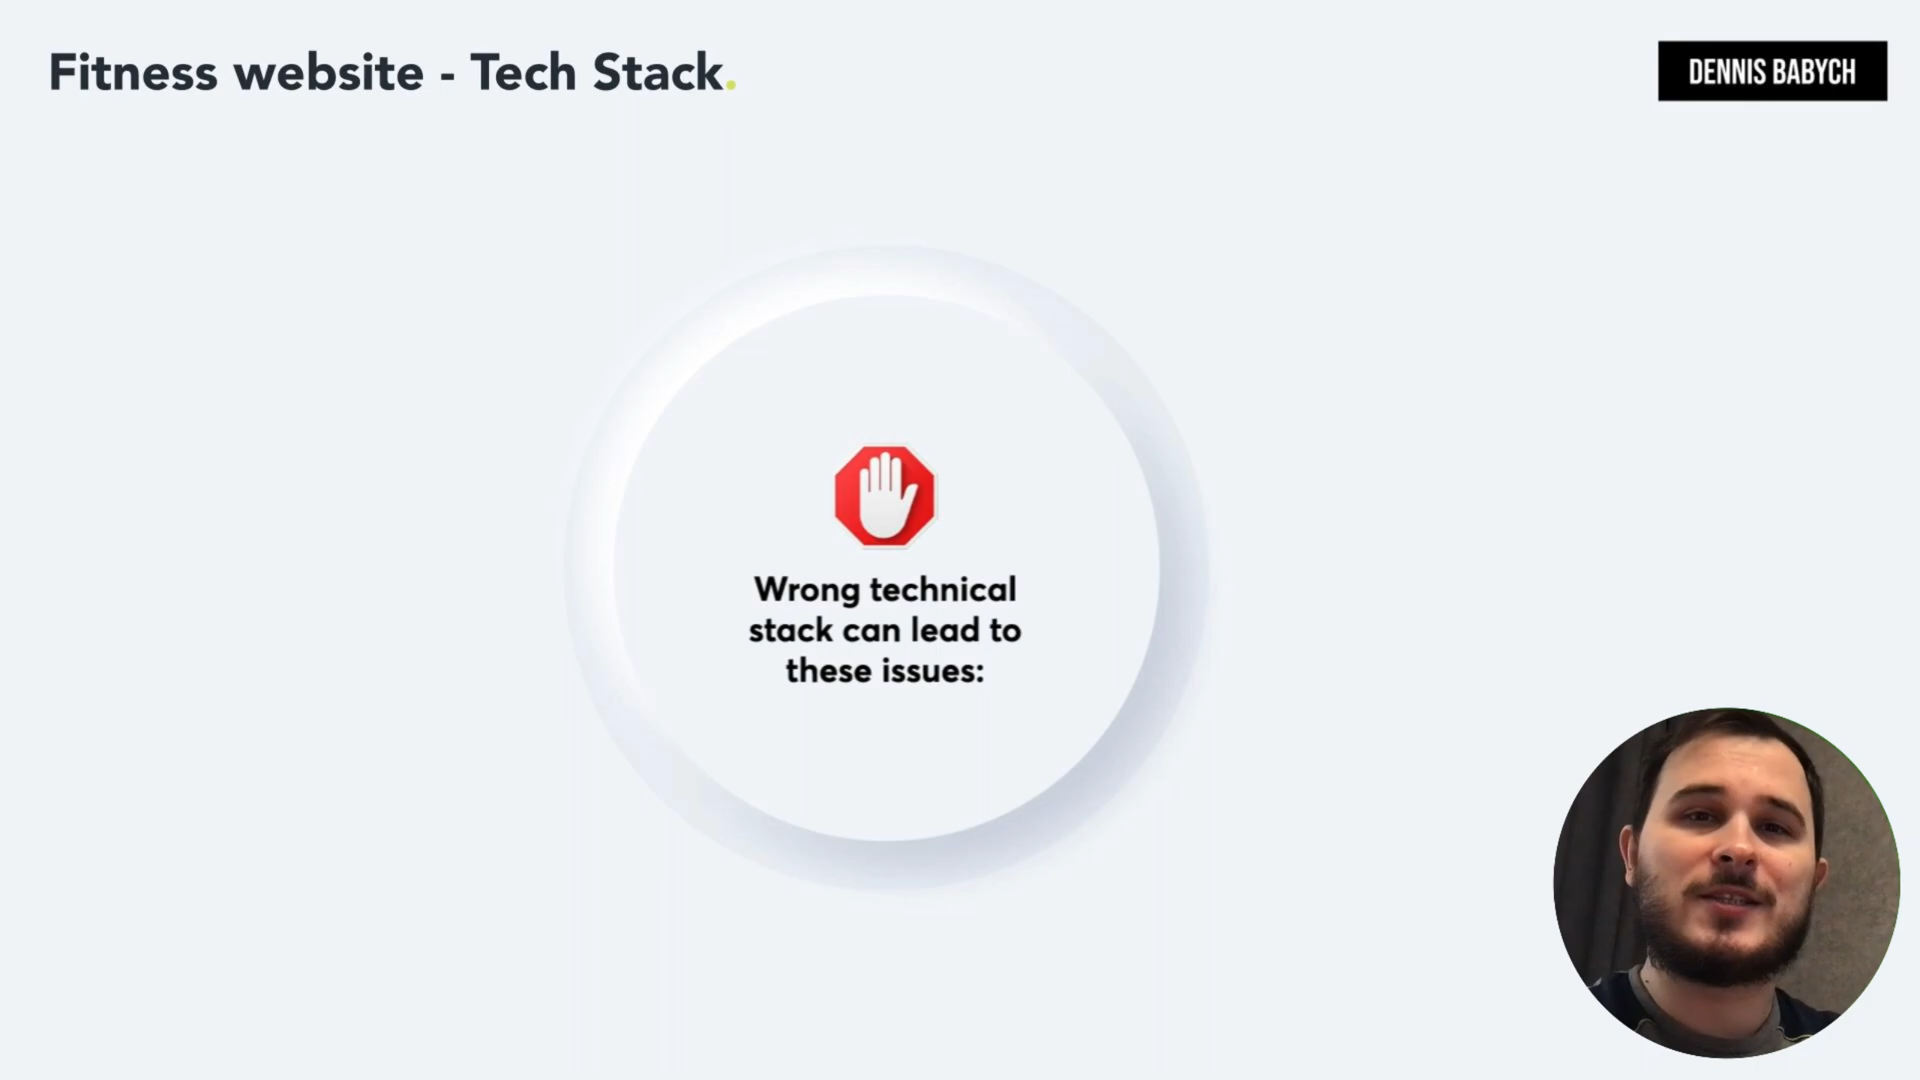 Fitness website - Tech Stack.
DENNIS BABYCH
Wrong technical
stack can lead to
these issues: